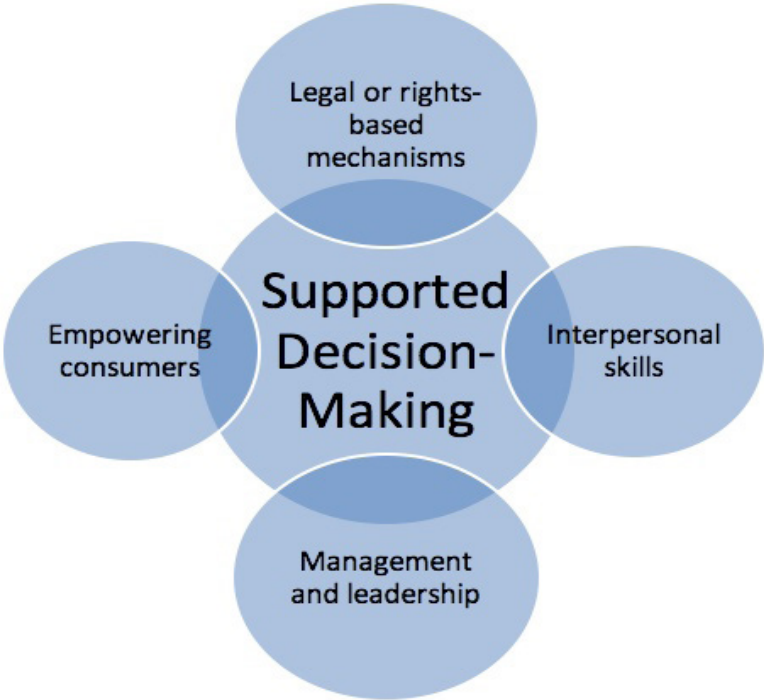 Legal or rights-
based
mechanisms
Empowering
consumers
Supported
Decision-
Making
Interpersonal
skills
Management
and leadership